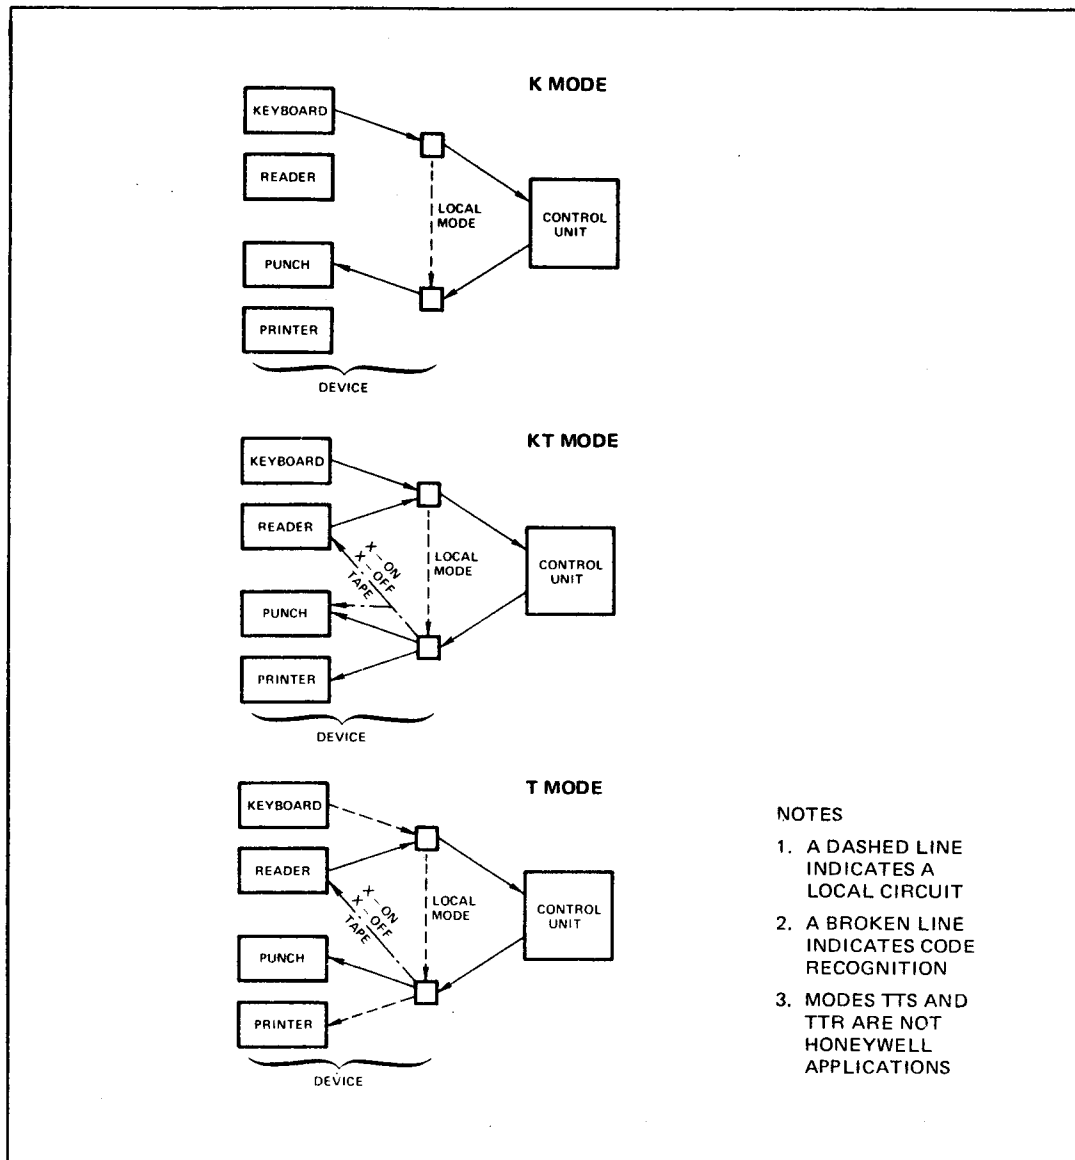 K MODE
KEYBOARD
READER
LOCAL
MODE
CONTROL
UNIT
PUNCH
PRINTER
DEVICE
KT MODE
KEYBOARD
READER
X – ON
X – OFF
TAPE
LOCAL
MODE
CONTROL
UNIT
PUNCH
PRINTER
DEVICE
T MODE
KEYBOARD
READER
X – ON
X – OFF
TAPE
LOCAL
MODE
CONTROL
UNIT
PUNCH
PRINTER
DEVICE
NOTES
1. A DASHED LINE
INDICATES A
LOCAL CIRCUIT
2. A BROKEN LINE
INDICATES CODE
RECOGNITION
3. MODES TTS AND
TTR ARE NOT
HONEYWELL
APPLICATIONS